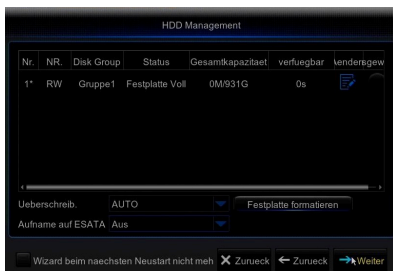 HDD Management
Nr. NR. Disk Group Status Gesamtkapazitaet verfuegbar
1* RW Gruppe1 Festplatte Voll 0M/931G 0s
Ueberschreib. AUTO Festplatte formatieren
Aufname auf ESATA Aus
Wizard beim naechsten Neustart nicht meh Zurueck Zurueck Weiter